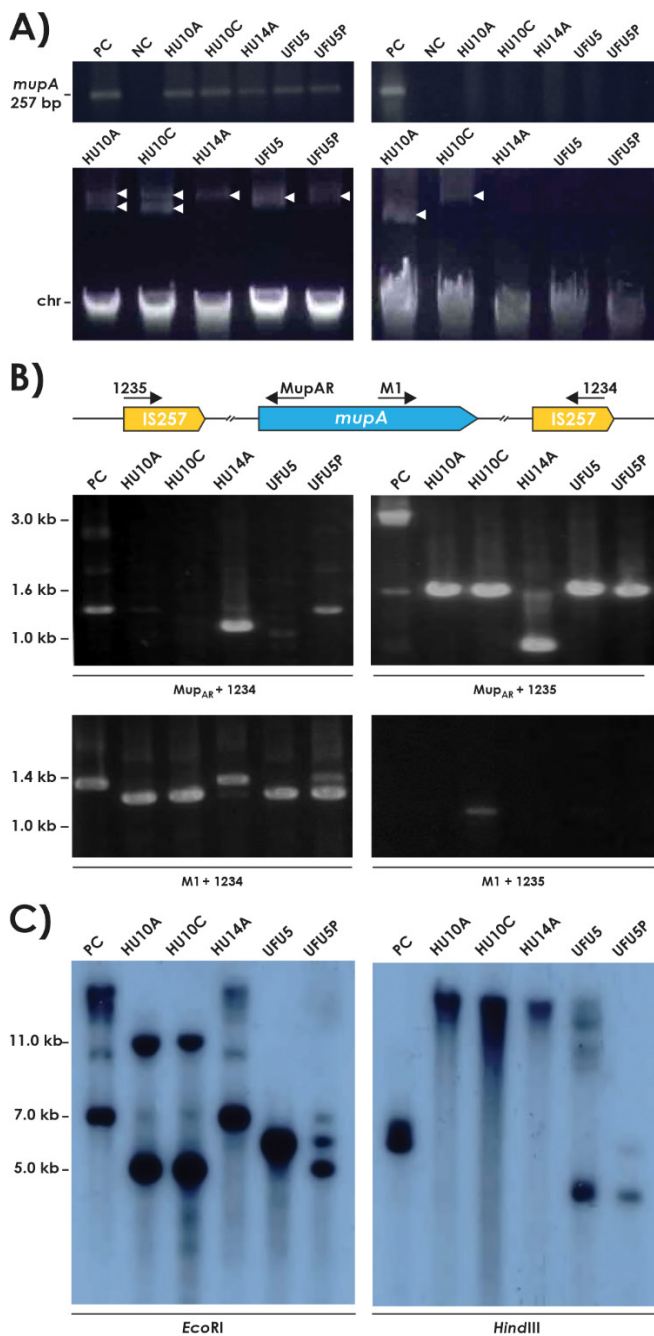 A)
PC NC HU10A HU10C HU14A UFU5 UFU5P
PC NC HU10A HU10C HU14A UFU5 UFU5P
mupA
257 bp
HU10A HU10C HU14A UFU5 UFU5P
HU10A HU10C HU14A UFU5 UFU5P
chr
B)
1235 MupAR M1 1234
IS257 mupA IS257
PC HU10A HU10C HU14A UFU5 UFU5P
PC HU10A HU10C HU14A UFU5 UFU5P
3.0 kb
1.6 kb
1.0 kb
MupAR + 1234
MupAR + 1235
1.4 kb
1.0 kb
M1 + 1234
M1 + 1235
C)
PC HU10A HU10C HU14A UFU5 UFU5P
PC HU10A HU10C HU14A UFU5 UFU5P
11.0 kb
7.0 kb
5.0 kb
EcoRI
HindIII